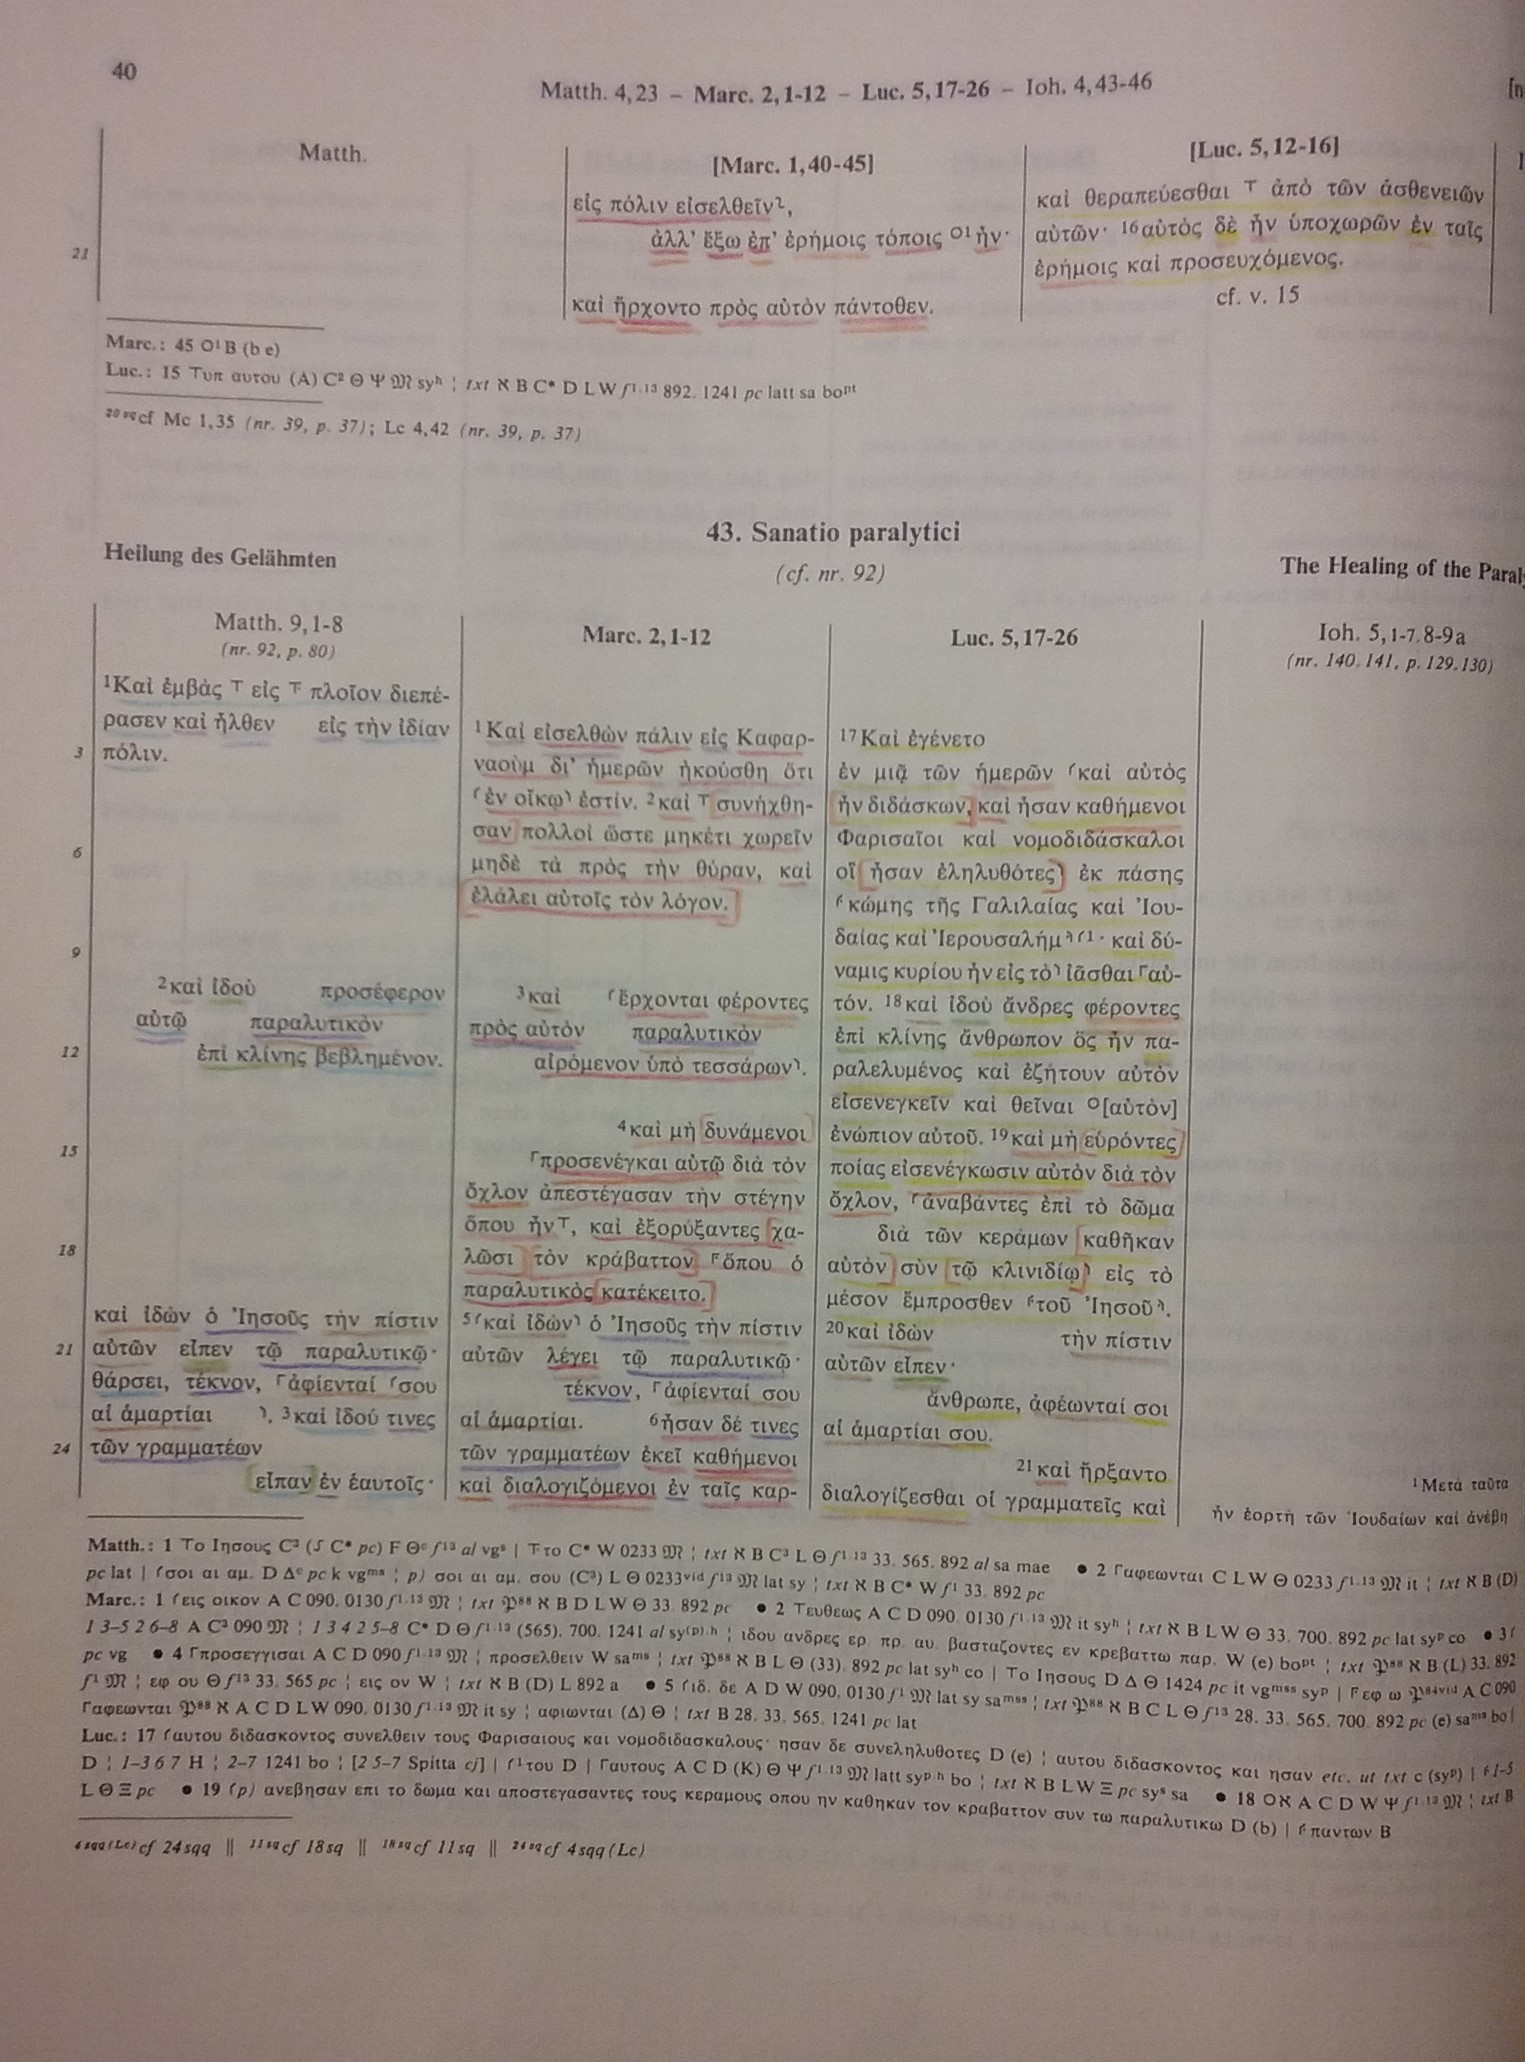 40
Matth. 4,23 – Marc. 2,1-12 – Luc. 5,17-26 – Ioh. 4,43-46
Matth.
21
[Marc. 1,40-45]
εἰς πόλιν εἰσελθεῖν⸃,
ἀλλ' ἔξω ἐπ' ἐρήμοις τόποις ⸰¹ἦν·
καὶ ἤρχοντο πρὸς αὐτὸν πάντοθεν.
[Luc. 5,12-16]
καὶ θεραπεύεσθαι ⸆ ἀπὸ τῶν ἀσθενειῶν
αὐτῶν· ¹⁶αὐτὸς δὲ ἦν ὑποχωρῶν ἐν ταῖς
ἐρήμοις καὶ προσευχόμενος.
cf. v. 15
Marc.: 45 ⸰¹ B (b e)
Luc.: 15 ⸆υπ αυτου (A) C² Θ Ψ 𝔐 syʰ ¦ txt ℵ B C* D L W f¹·¹³ 892. 1241 pc latt sa boᵖᵗ
²⁰ ˢq cf Mc 1,35 (nr. 39, p. 37); Lc 4,42 (nr. 39, p. 37)
43. Sanatio paralytici
(cf. nr. 92)
Heilung des Gelähmten
The Healing of the
Matth. 9,1-8
(nr. 92, p. 80)
¹Καὶ ἐμβὰς ⸆ εἰς ⸇ πλοῖον διεπέ-
ρασεν καὶ ἦλθεν εἰς τὴν ἰδίαν
3 πόλιν.
6
9
²καὶ ἰδοὺ προσέφερον
αὐτῷ παραλυτικὸν
12 ἐπὶ κλίνης βεβλημένον.
15
18
καὶ ἰδὼν ὁ Ἰησοῦς τὴν πίστιν
21 αὐτῶν εἶπεν τῷ παραλυτικῷ·
θάρσει, τέκνον, ⸀ἀφίενταί ⸂σου
αἱ ἁμαρτίαι ⸃. ³καὶ ἰδού τινες
24 τῶν γραμματέων
εἶπαν ἐν ἑαυτοῖς·
Marc. 2,1-12
¹Καὶ εἰσελθὼν πάλιν εἰς Καφαρ-
ναοὺμ δι' ἡμερῶν ἠκούσθη ὅτι
⸂ἐν οἴκῳ⸃ ἐστίν. ²καὶ ⸆ συνήχθη-
σαν πολλοὶ ὥστε μηκέτι χωρεῖν
μηδὲ τὰ πρὸς τὴν θύραν, καὶ
ἐλάλει αὐτοῖς τὸν λόγον.
³καὶ ⸂ἔρχονται φέροντες
πρὸς αὐτὸν παραλυτικὸν
αἰρόμενον ὑπὸ τεσσάρων⸃.
⁴καὶ μὴ δυνάμενοι
⸀προσενέγκαι αὐτῷ διὰ τὸν
ὄχλον ἀπεστέγασαν τὴν στέγην
ὅπου ἦν⸆, καὶ ἐξορύξαντες χα-
λῶσι τὸν κράβαττον ⸁ὅπου ὁ
παραλυτικὸς κατέκειτο.
⁵⸂καὶ ἰδὼν⸃ ὁ Ἰησοῦς τὴν πίστιν
αὐτῶν λέγει τῷ παραλυτικῷ·
τέκνον, ⸀ἀφίενταί σου
αἱ ἁμαρτίαι. ⁶ἦσαν δέ τινες
τῶν γραμματέων ἐκεῖ καθήμενοι
καὶ διαλογιζόμενοι ἐν ταῖς καρ-
Luc. 5,17-26
¹⁷Καὶ ἐγένετο
ἐν μιᾷ τῶν ἡμερῶν ⸂καὶ αὐτὸς
ἦν διδάσκων, καὶ ἦσαν καθήμενοι
Φαρισαῖοι καὶ νομοδιδάσκαλοι
οἳ ἦσαν ἐληλυθότες⸃ ἐκ πάσης
⸄κώμης τῆς Γαλιλαίας καὶ Ἰου-
δαίας καὶ Ἰερουσαλήμ⸅ ⸂¹· καὶ δύ-
ναμις κυρίου ἦν εἰς τὸ⸃ ἰᾶσθαι ⸀αὐ-
τόν. ¹⁸καὶ ἰδοὺ ἄνδρες φέροντες
ἐπὶ κλίνης ἄνθρωπον ὃς ἦν πα-
ραλελυμένος καὶ ἐζήτουν αὐτὸν
εἰσενεγκεῖν καὶ θεῖναι ⸰[αὐτὸν]
ἐνώπιον αὐτοῦ. ¹⁹καὶ μὴ εὑρόντες
ποίας εἰσενέγκωσιν αὐτὸν διὰ τὸν
ὄχλον, ⸂ἀναβάντες ἐπὶ τὸ δῶμα
διὰ τῶν κεράμων καθῆκαν
αὐτὸν σὺν τῷ κλινιδίῳ⸃ εἰς τὸ
μέσον ἔμπροσθεν ⸄τοῦ Ἰησοῦ⸅.
²⁰καὶ ἰδὼν τὴν πίστιν
αὐτῶν εἶπεν·
ἄνθρωπε, ἀφέωνταί σοι
αἱ ἁμαρτίαι σου.
²¹καὶ ἤρξαντο
διαλογίζεσθαι οἱ γραμματεῖς καὶ
Ioh. 5,1-7.8-9a
(nr. 140.141, p.129.130)
¹Μετὰ ταῦτα
ἦν ἑορτὴ τῶν Ἰουδαίων καὶ ἀνέβη
Matth.: 1 ⸆ο Ιησους C³ (⸉ C* pc) F Θᶜ f¹³ al vgˢ | ⸇το C* W 0233 𝔐 ¦ txt ℵ B C³ L Θ f¹·¹³ 33. 565. 892 al sa mae ● 2 ⸀αφεωνται C L W Θ 0233 f¹·¹³ 𝔐 it ¦ txt ℵ B (D)
pc lat | ⸂σοι αι αμ. D Δᶜ pc k vgᵐˢ ¦ p) σοι αι αμ. σου (C³) L Θ 0233ᵛⁱᵈ f¹³ 𝔐 lat sy ¦ txt ℵ B C* W f¹ 33. 892 pc
Marc.: 1 ⸂εις οικον A C 090. 0130 f¹·¹³ 𝔐 ¦ txt 𝔓⁸⁸ ℵ B D L W Θ 33. 892 pc ● 2 ⸆ευθεως A C D 090. 0130 f¹·¹³ 𝔐 it syʰ ¦ txt ℵ B L W Θ 33. 700. 892 pc lat syᵖ co ● 3 ⸂
1 3–5 2 6–8 A C³ 090 𝔐 ¦ 1 3 4 2 5–8 C* D Θ f¹·¹³ (565). 700. 1241 al sy⁽ᵖ⁾·ʰ ¦ ιδου ανδρες ερ. πρ. αυ. βασταζοντες εν κρεβαττω παρ. W (e) boᵖᵗ ¦ txt 𝔓⁸⁸ ℵ B (L) 33. 892
pc vg ● 4 ⸀προσεγγισαι A C D 090 f¹·¹³ 𝔐 ¦ προσελθειν W saᵐˢ ¦ txt 𝔓⁸⁸ ℵ B L Θ (33). 892 pc lat syʰ co | ⸆ο Ιησους D Δ Θ 1424 pc it vgᵐˢˢ syᵖ | ⸁εφ ω 𝔓⁸⁴ᵛⁱᵈ A C 090
f¹ 𝔐 ¦ εφ ου Θ f¹³ 33. 565 pc ¦ εις ον W ¦ txt ℵ B (D) L 892 a ● 5 ⸂ιδ. δε A D W 090. 0130 f¹ 𝔐 lat sy saᵐˢˢ ¦ txt 𝔓⁸⁸ ℵ B C L Θ f¹³ 28. 33. 565. 700. 892 pc (e) saᵐˢ bo |
⸀αφεωνται 𝔓⁸⁸ ℵ A C D L W 090. 0130 f¹·¹³ 𝔐 it sy ¦ αφιωνται (Δ) Θ ¦ txt B 28. 33. 565. 1241 pc lat
Luc.: 17 ⸂αυτου διδασκοντος συνελθειν τους Φαρισαιους και νομοδιδασκαλους· ησαν δε συνεληλυθοτες D (e) ¦ αυτου διδασκοντος και ησαν etc. ut txt c (syᵖ) | ⸄1–5
D ¦ 1–3 6 7 H ¦ 2–7 1241 bo ¦ [2 5–7 Spitta cj] | ⸂¹του D | ⸀αυτους A C D (K) Θ Ψ f¹·¹³ 𝔐 latt syᵖ·ʰ bo ¦ txt ℵ B L W Ξ pc syˢ sa ● 18 ⸰ℵ A C D W Ψ f¹·¹³ 𝔐 ¦ txt B
L Θ Ξ pc ● 19 ⸂(p) ανεβησαν επι το δωμα και αποστεγασαντες τους κεραμους οπου ην καθηκαν τον κραβαττον συν τω παραλυτικω D (b) | ⸄παντων B
⁴ ˢqq ⁽ᴸᶜ⁾ cf 24sqq || ¹¹ ˢq cf 18sq || ¹⁸ ˢq cf 11sq || ²⁴ ˢq cf 4sqq (Lc)